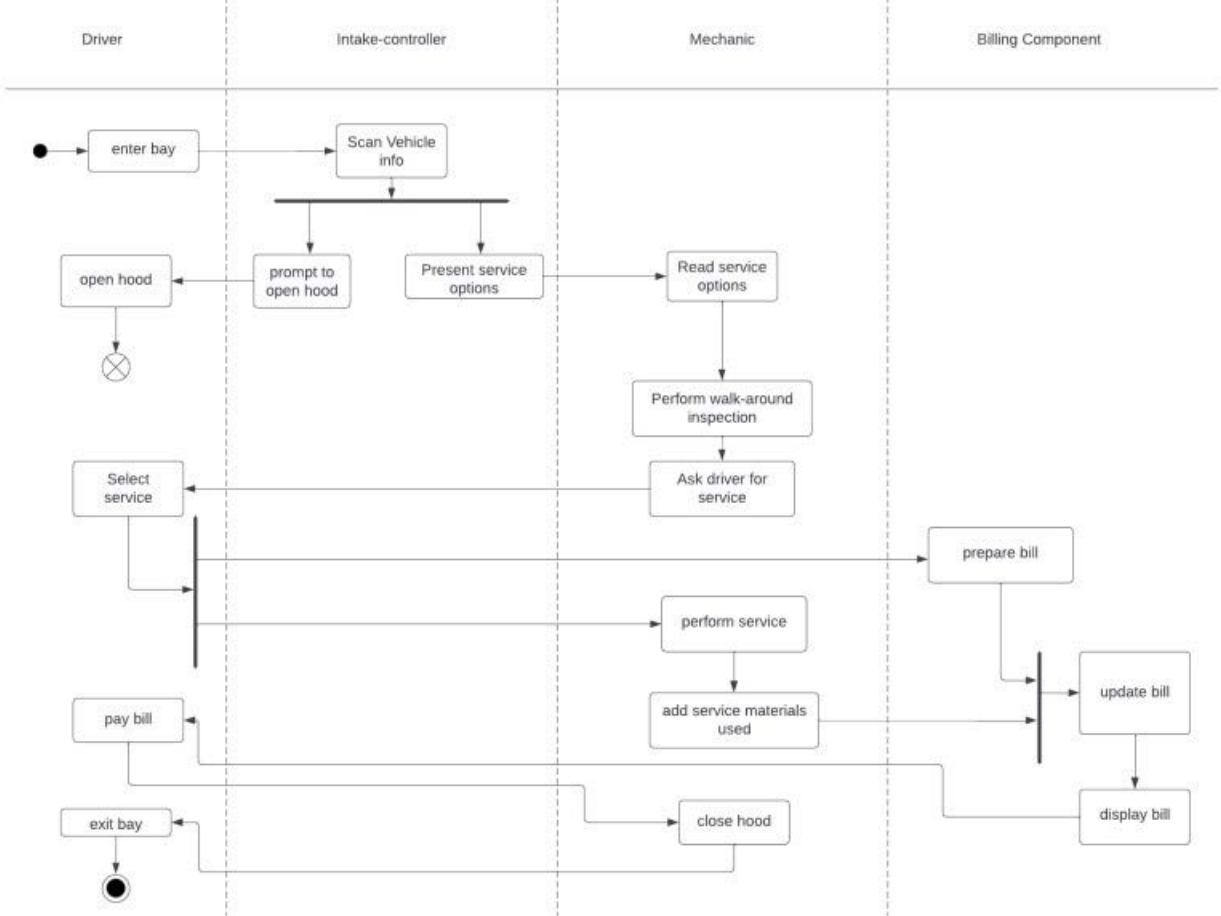 Driver
Intake-controller
Mechanic
Billing Component
enter bay
Scan Vehicle
info
open hood
prompt to
open hood
Present service
options
Read service
options
Perform walk-around
inspection
Select
service
Ask driver for
service
prepare bill
perform service
pay bill
add service materials
used
update bill
exit bay
close hood
display bill